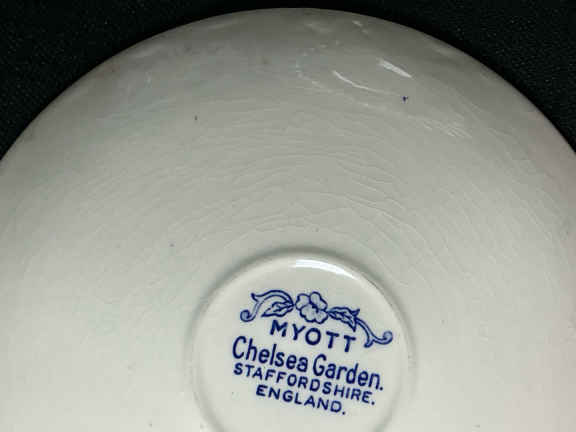 MYOTT
Chelsea Garden.
STAFFORDSHIRE.
ENGLAND.